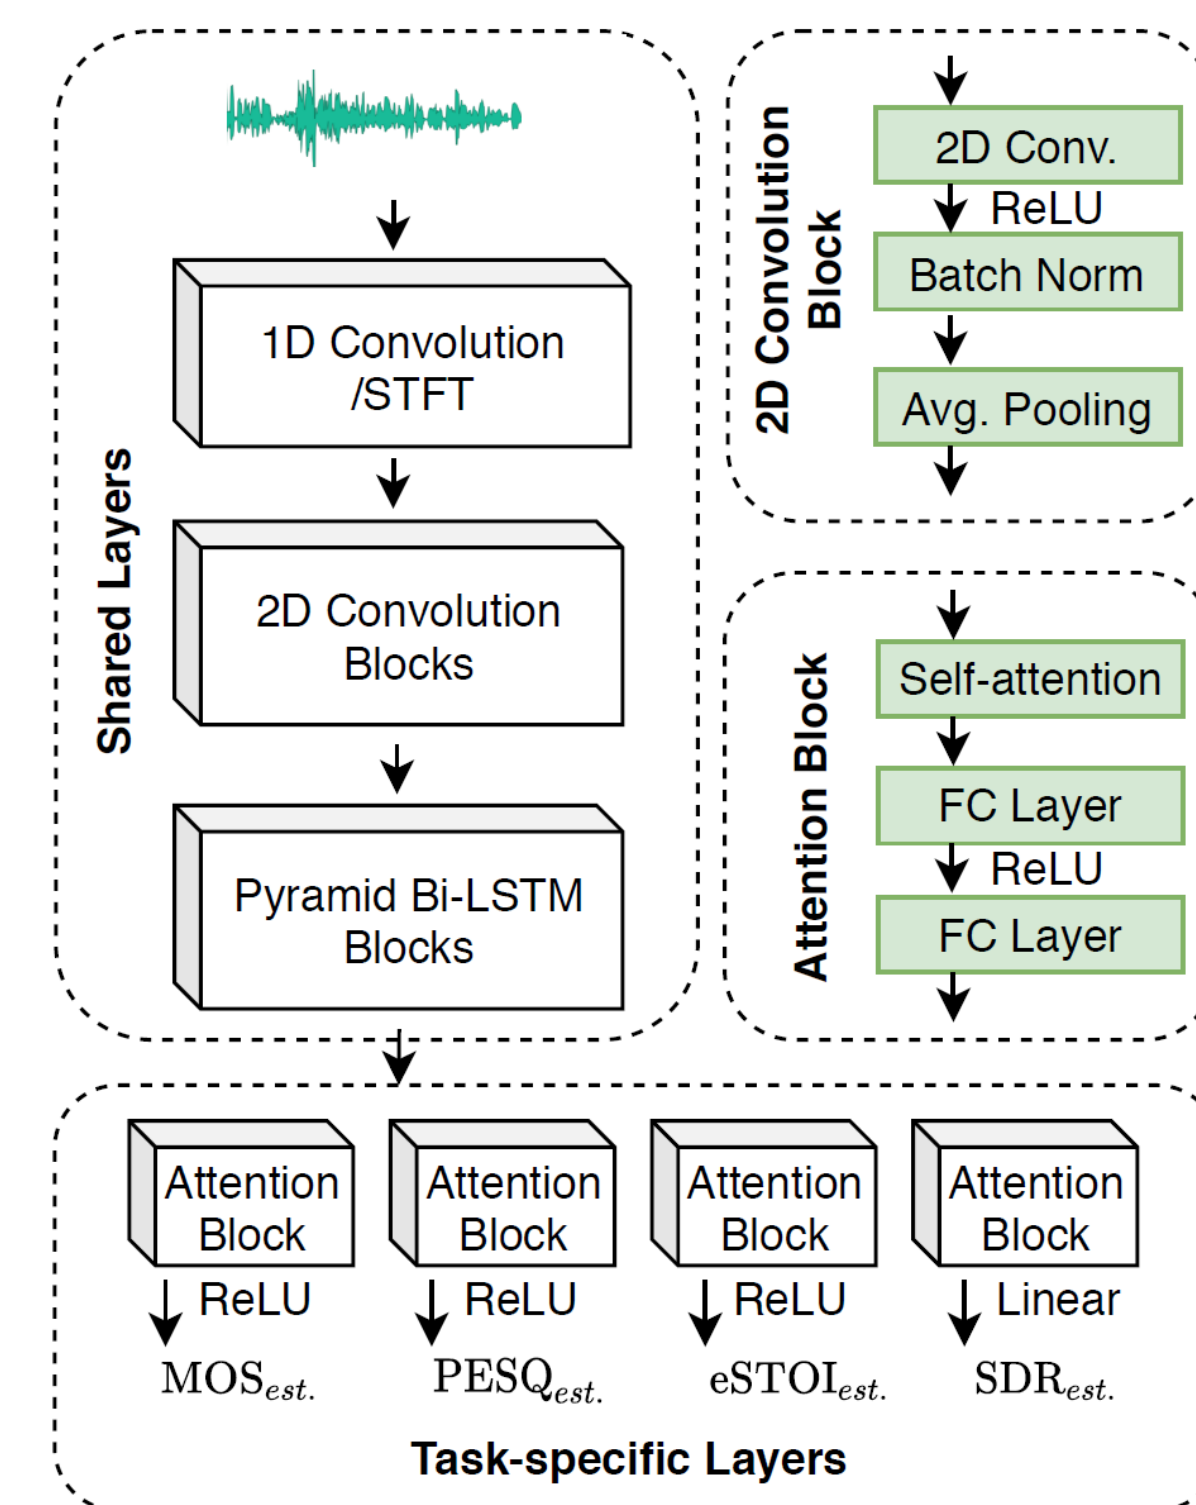 Shared Layers
1D Convolution
/STFT
2D Convolution
Blocks
Pyramid Bi-LSTM
Blocks
2D Convolution
Block
2D Conv.
ReLU
Batch Norm
Avg. Pooling
Attention Block
Self-attention
FC Layer
ReLU
FC Layer
Attention
Block
ReLU
MOSest.
Attention
Block
ReLU
PESQest.
Attention
Block
ReLU
eSTOIest.
Attention
Block
Linear
SDRest.
Task-specific Layers